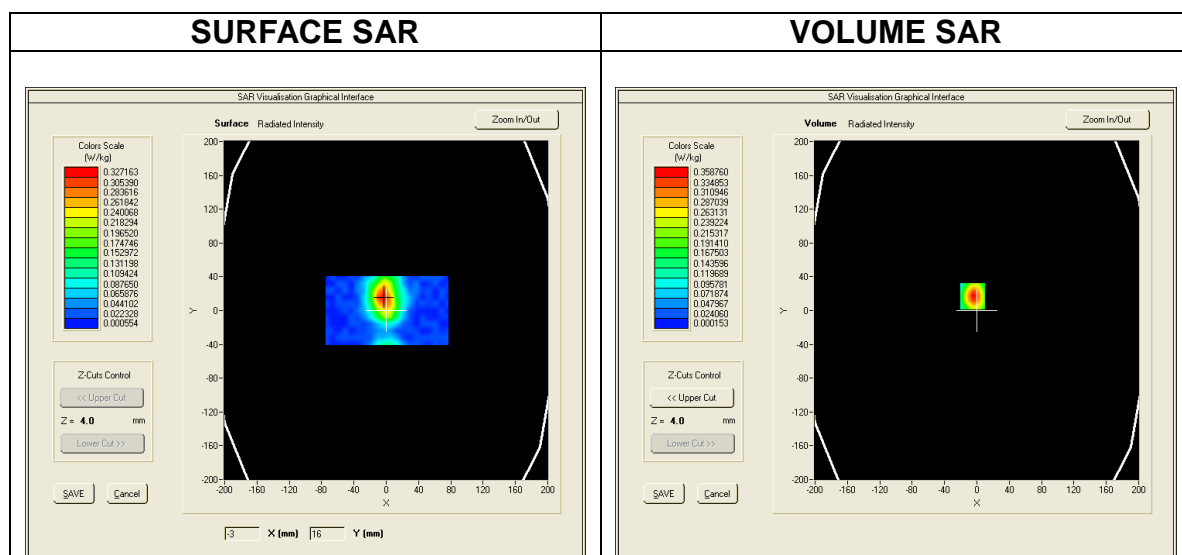 SURFACE SAR
VOLUME SAR
SAR Visualisation Graphical Interface
Surface Radiated Intensity
Zoom In/Out
Colors Scale
(W/kg)
0.327163
0.305390
0.283616
0.261842
0.240068
0.218294
0.196520
0.174746
0.152972
0.131198
0.109424
0.087650
0.065876
0.044102
0.022328
0.000554
Z-Cuts Control
<< Upper Cut
Z = 4.0 mm
Lower Cut >>
SAVE Cancel
200
160
120
80
40
0
-40
-80
-120
-160
-200
Y
-200 -160 -120 -80 -40 0 40 80 120 160 200
X
-3 X (mm) 16 Y (mm)
SAR Visualisation Graphical Interface
Volume Radiated Intensity
Zoom In/Out
Colors Scale
(W/kg)
0.358760
0.334853
0.310946
0.287039
0.263131
0.239224
0.215317
0.191410
0.167503
0.143596
0.119689
0.095781
0.071874
0.047967
0.024060
0.000153
Z-Cuts Control
<< Upper Cut
Z = 4.0 mm
Lower Cut >>
SAVE Cancel
200
160
120
80
40
0
-40
-80
-120
-160
-200
Y
-200 -160 -120 -80 -40 0 40 80 120 160 200
X